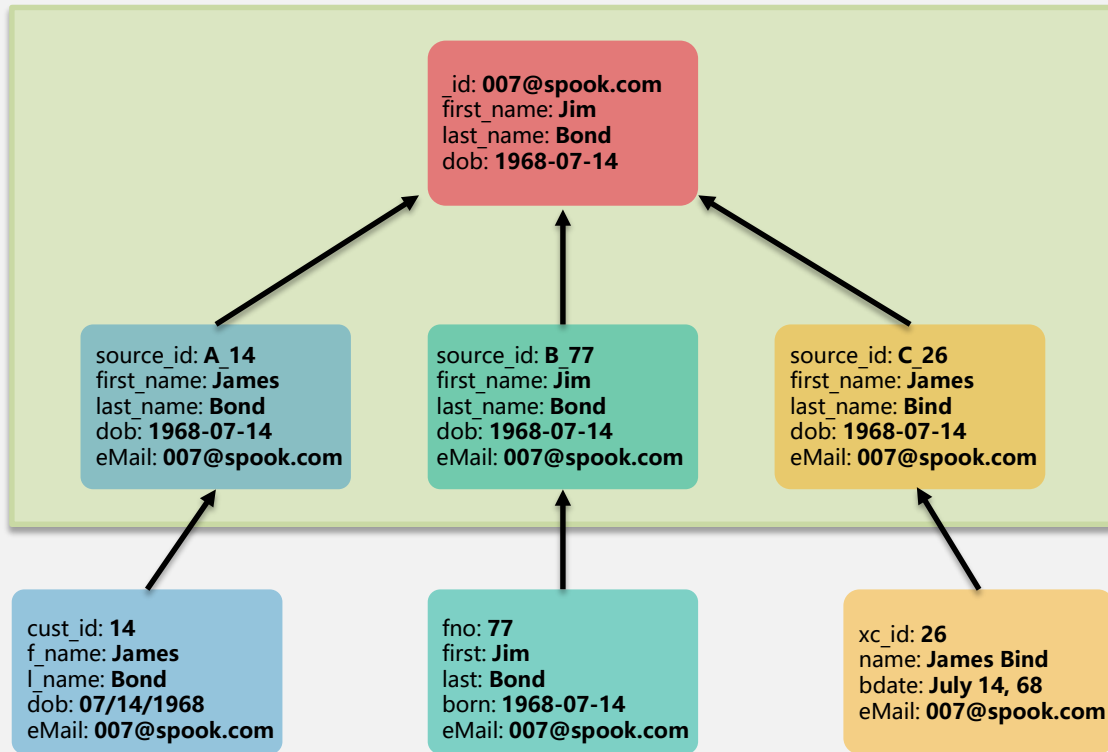 _id: 007@spook.com
first_name: Jim
last_name: Bond
dob: 1968-07-14
source_id: A_14
first_name: James
last_name: Bond
dob: 1968-07-14
eMail: 007@spook.com
source_id: B_77
first_name: Jim
last_name: Bond
dob: 1968-07-14
eMail: 007@spook.com
source_id: C_26
first_name: James
last_name: Bind
dob: 1968-07-14
eMail: 007@spook.com
cust_id: 14
f_name: James
l_name: Bond
dob: 07/14/1968
eMail: 007@spook.com
fno: 77
first: Jim
last: Bond
born: 1968-07-14
eMail: 007@spook.com
xc_id: 26
name: James Bind
bdate: July 14, 68
eMail: 007@spook.com